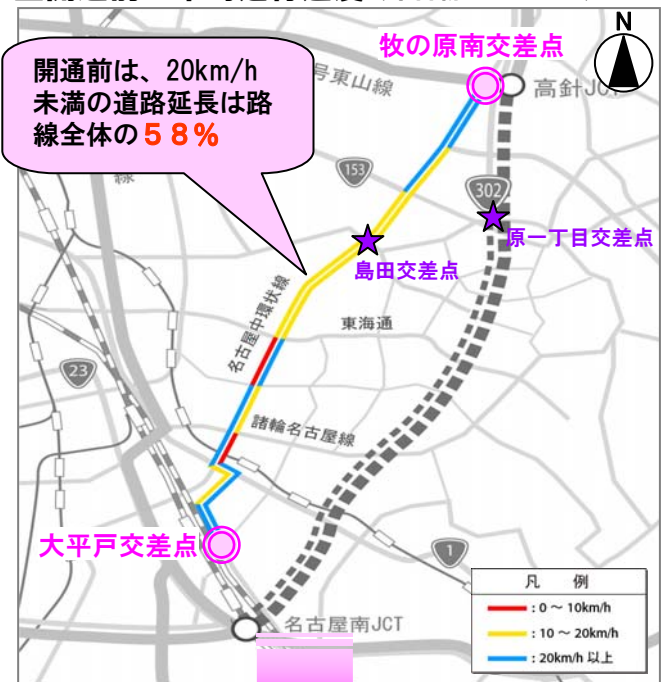 N
牧の原南交差点
開通前は、20km/h
未満の道路延長は路
線全体の58%
号東山線
高針JCT
線
153
302
原一丁目交差点
島田交差点
名古屋中環状線
東海通
23
諸輪名古屋線
大平戸交差点
1
名古屋南JCT
凡 例
:0 ～ 10km/h
:10 ～ 20km/h
:20km/h 以上